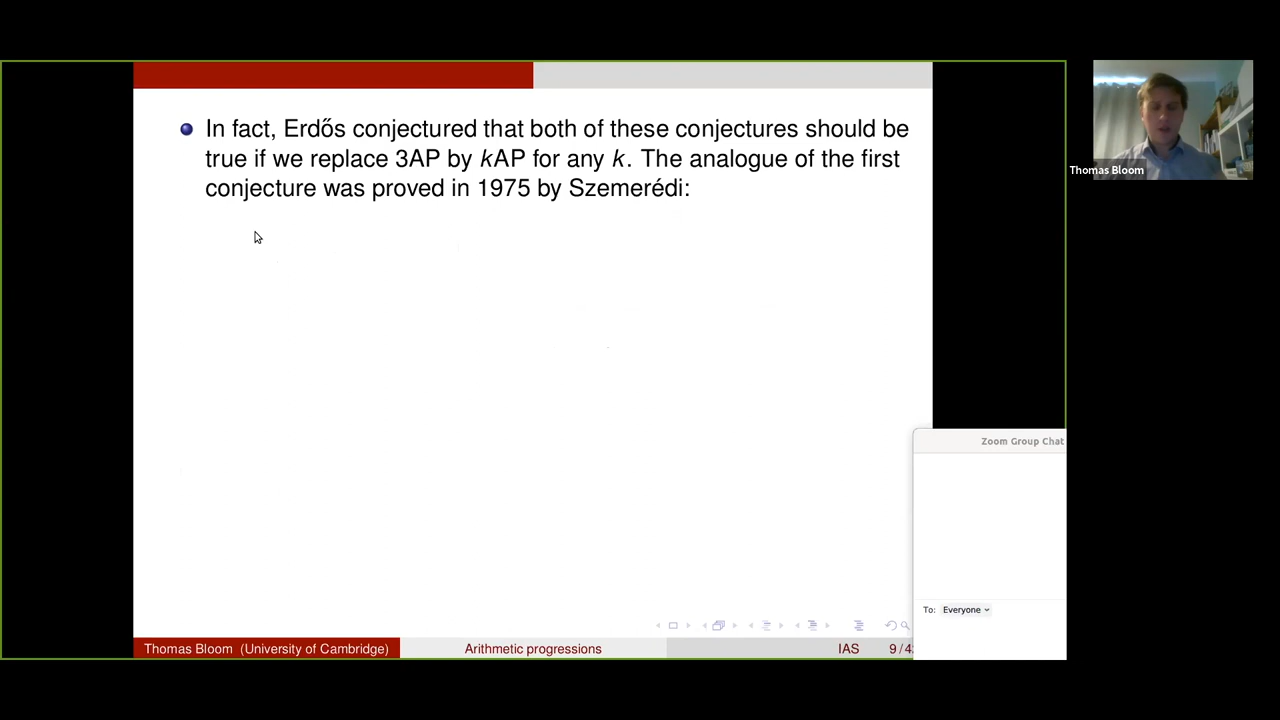 In fact, Erdős conjectured that both of these conjectures should be
true if we replace 3AP by kAP for any k. The analogue of the first
conjecture was proved in 1975 by Szemerédi:
Thomas Bloom
Zoom Group Chat
To: Everyone
Thomas Bloom (University of Cambridge)
Arithmetic progressions
IAS
9 / 4